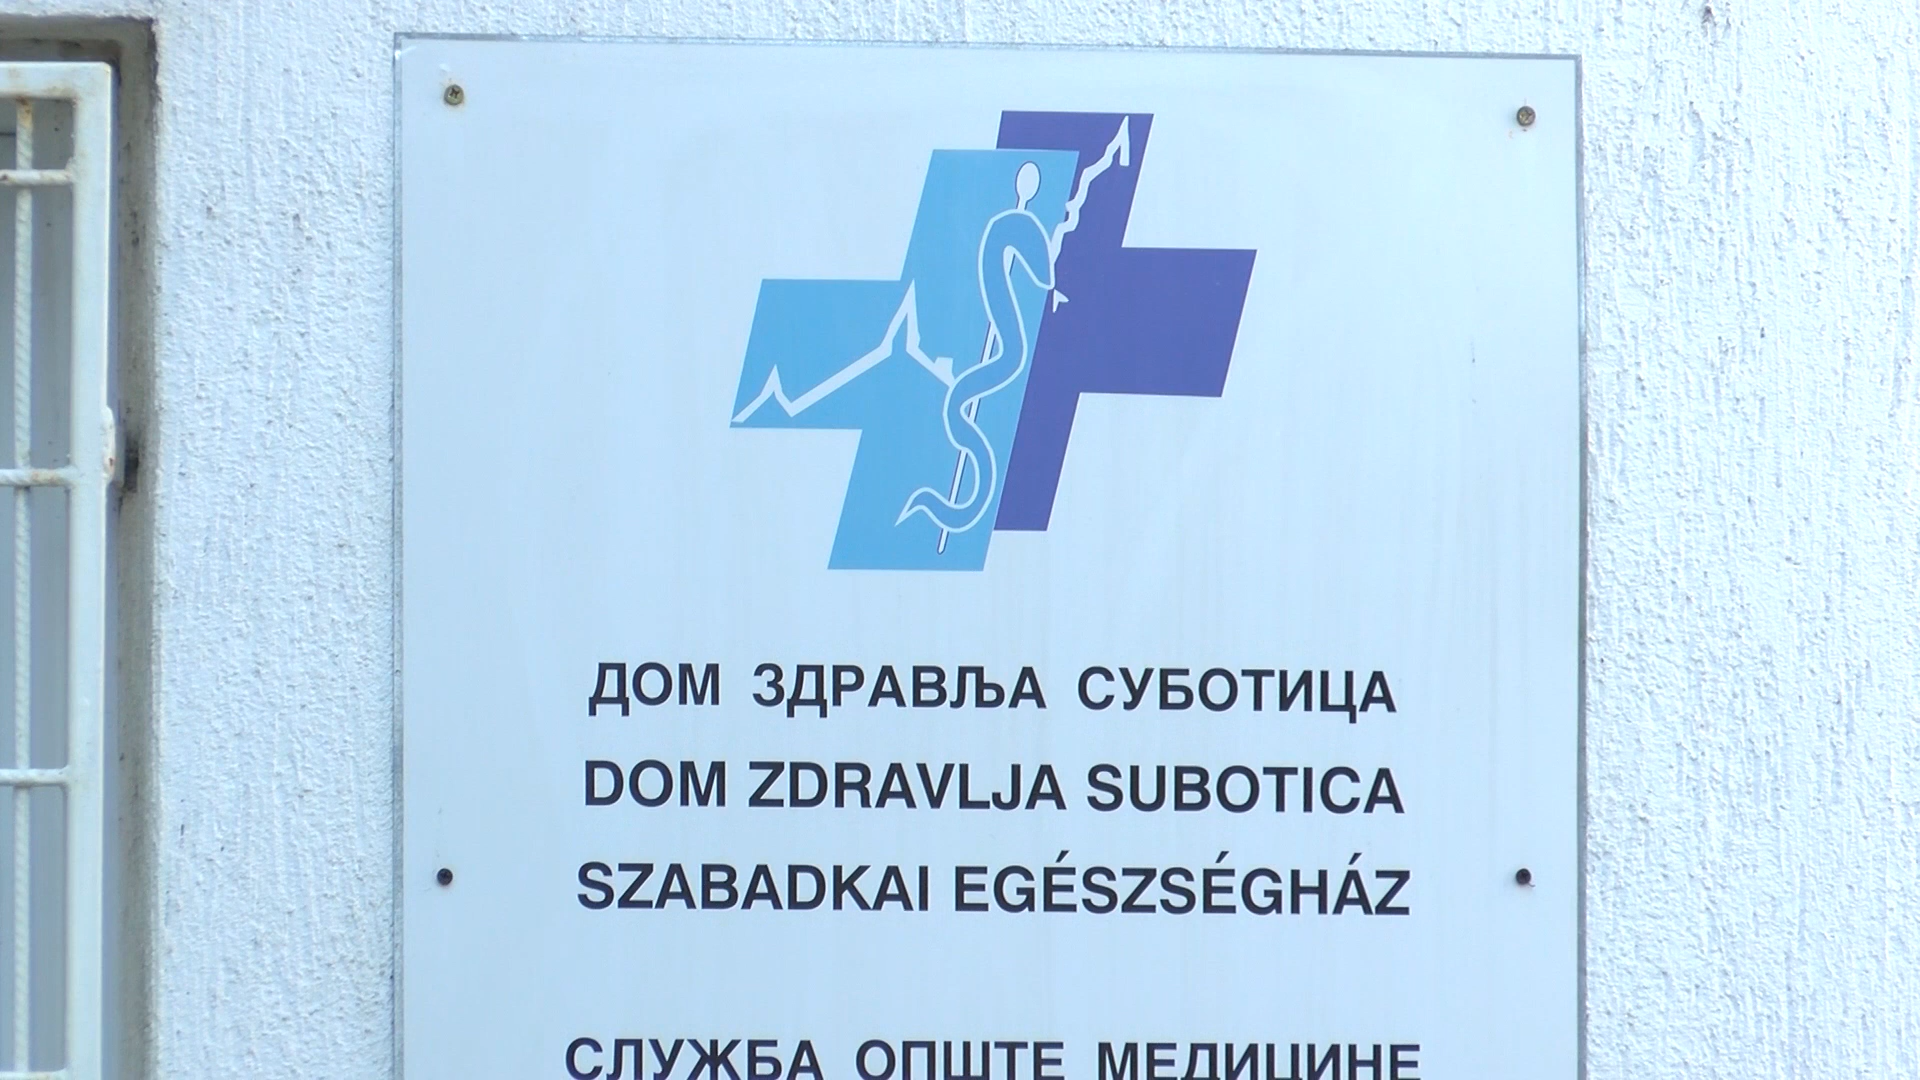 ДОМ ЗДРАВЉА СУБОТИЦА
DOM ZDRAVLJA SUBOTICA
SZABADKAI EGÉSZSÉGHÁZ
СЛУЖБА ОПШТЕ МЕДИЦИНЕ